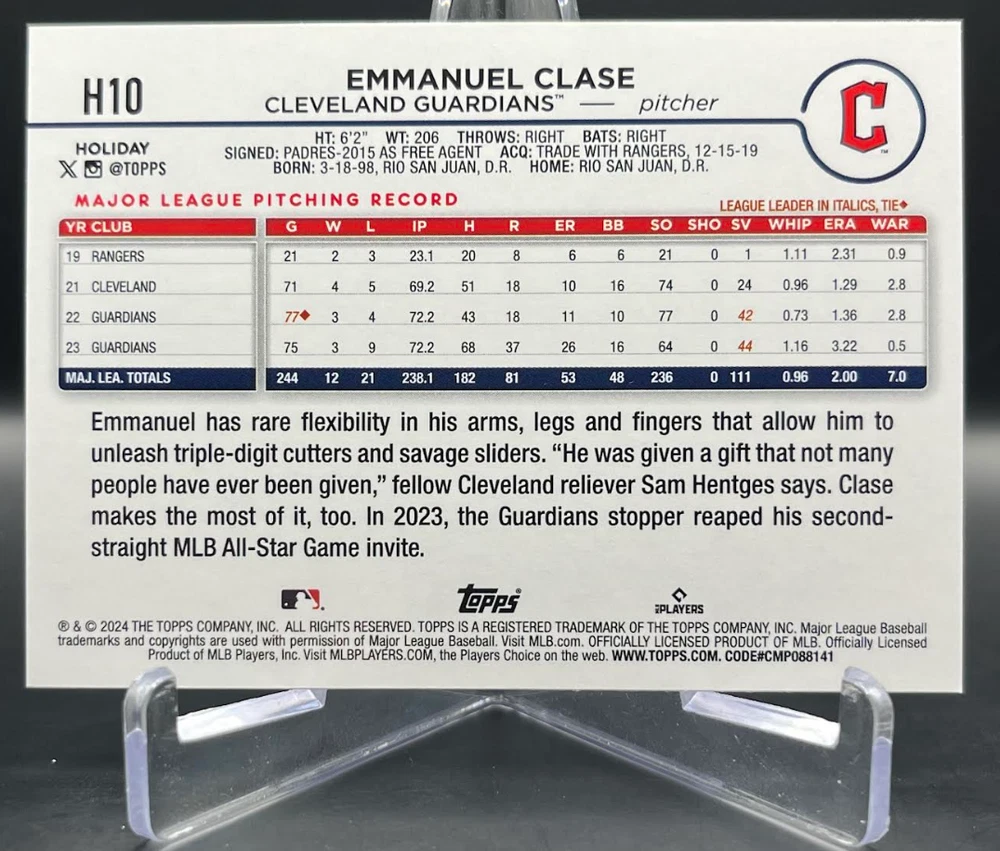 H10
EMMANUEL CLASE
CLEVELAND GUARDIANS™ — pitcher
C™
HOLIDAY
@TOPPS
HT: 6'2" WT: 206 THROWS: RIGHT BATS: RIGHT
SIGNED: PADRES-2015 AS FREE AGENT ACQ: TRADE WITH RANGERS, 12-15-19
BORN: 3-18-98, RIO SAN JUAN, D.R. HOME: RIO SAN JUAN, D.R.
MAJOR LEAGUE PITCHING RECORD
LEAGUE LEADER IN ITALICS, TIE◆
YR CLUB G W L IP H R ER BB SO SHO SV WHIP ERA WAR
19 RANGERS 21 2 3 23.1 20 8 6 6 21 0 1 1.11 2.31 0.9
21 CLEVELAND 71 4 5 69.2 51 18 10 16 74 0 24 0.96 1.29 2.8
22 GUARDIANS 77◆ 3 4 72.2 43 18 11 10 77 0 42 0.73 1.36 2.8
23 GUARDIANS 75 3 9 72.2 68 37 26 16 64 0 44 1.16 3.22 0.5
MAJ. LEA. TOTALS 244 12 21 238.1 182 81 53 48 236 0 111 0.96 2.00 7.0
Emmanuel has rare flexibility in his arms, legs and fingers that allow him to
unleash triple-digit cutters and savage sliders. “He was given a gift that not many
people have ever been given,” fellow Cleveland reliever Sam Hentges says. Clase
makes the most of it, too. In 2023, the Guardians stopper reaped his second-
straight MLB All-Star Game invite.
Topps®
MLB PLAYERS
® & © 2024 THE TOPPS COMPANY, INC. ALL RIGHTS RESERVED. TOPPS IS A REGISTERED TRADEMARK OF THE TOPPS COMPANY, INC. Major League Baseball
trademarks and copyrights are used with permission of Major League Baseball. Visit MLB.com. OFFICIALLY LICENSED PRODUCT OF MLB. Officially Licensed
Product of MLB Players, Inc. Visit MLBPLAYERS.COM, the Players Choice on the web. WWW.TOPPS.COM. CODE#CMP088141